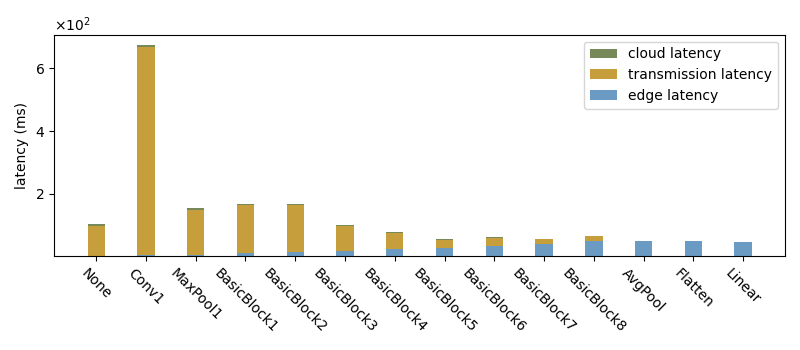 ×10²
cloud latency
transmission latency
edge latency
latency (ms)
6
4
2
None
Conv1
MaxPool1
BasicBlock1
BasicBlock2
BasicBlock3
BasicBlock4
BasicBlock5
BasicBlock6
BasicBlock7
BasicBlock8
AvgPool
Flatten
Linear